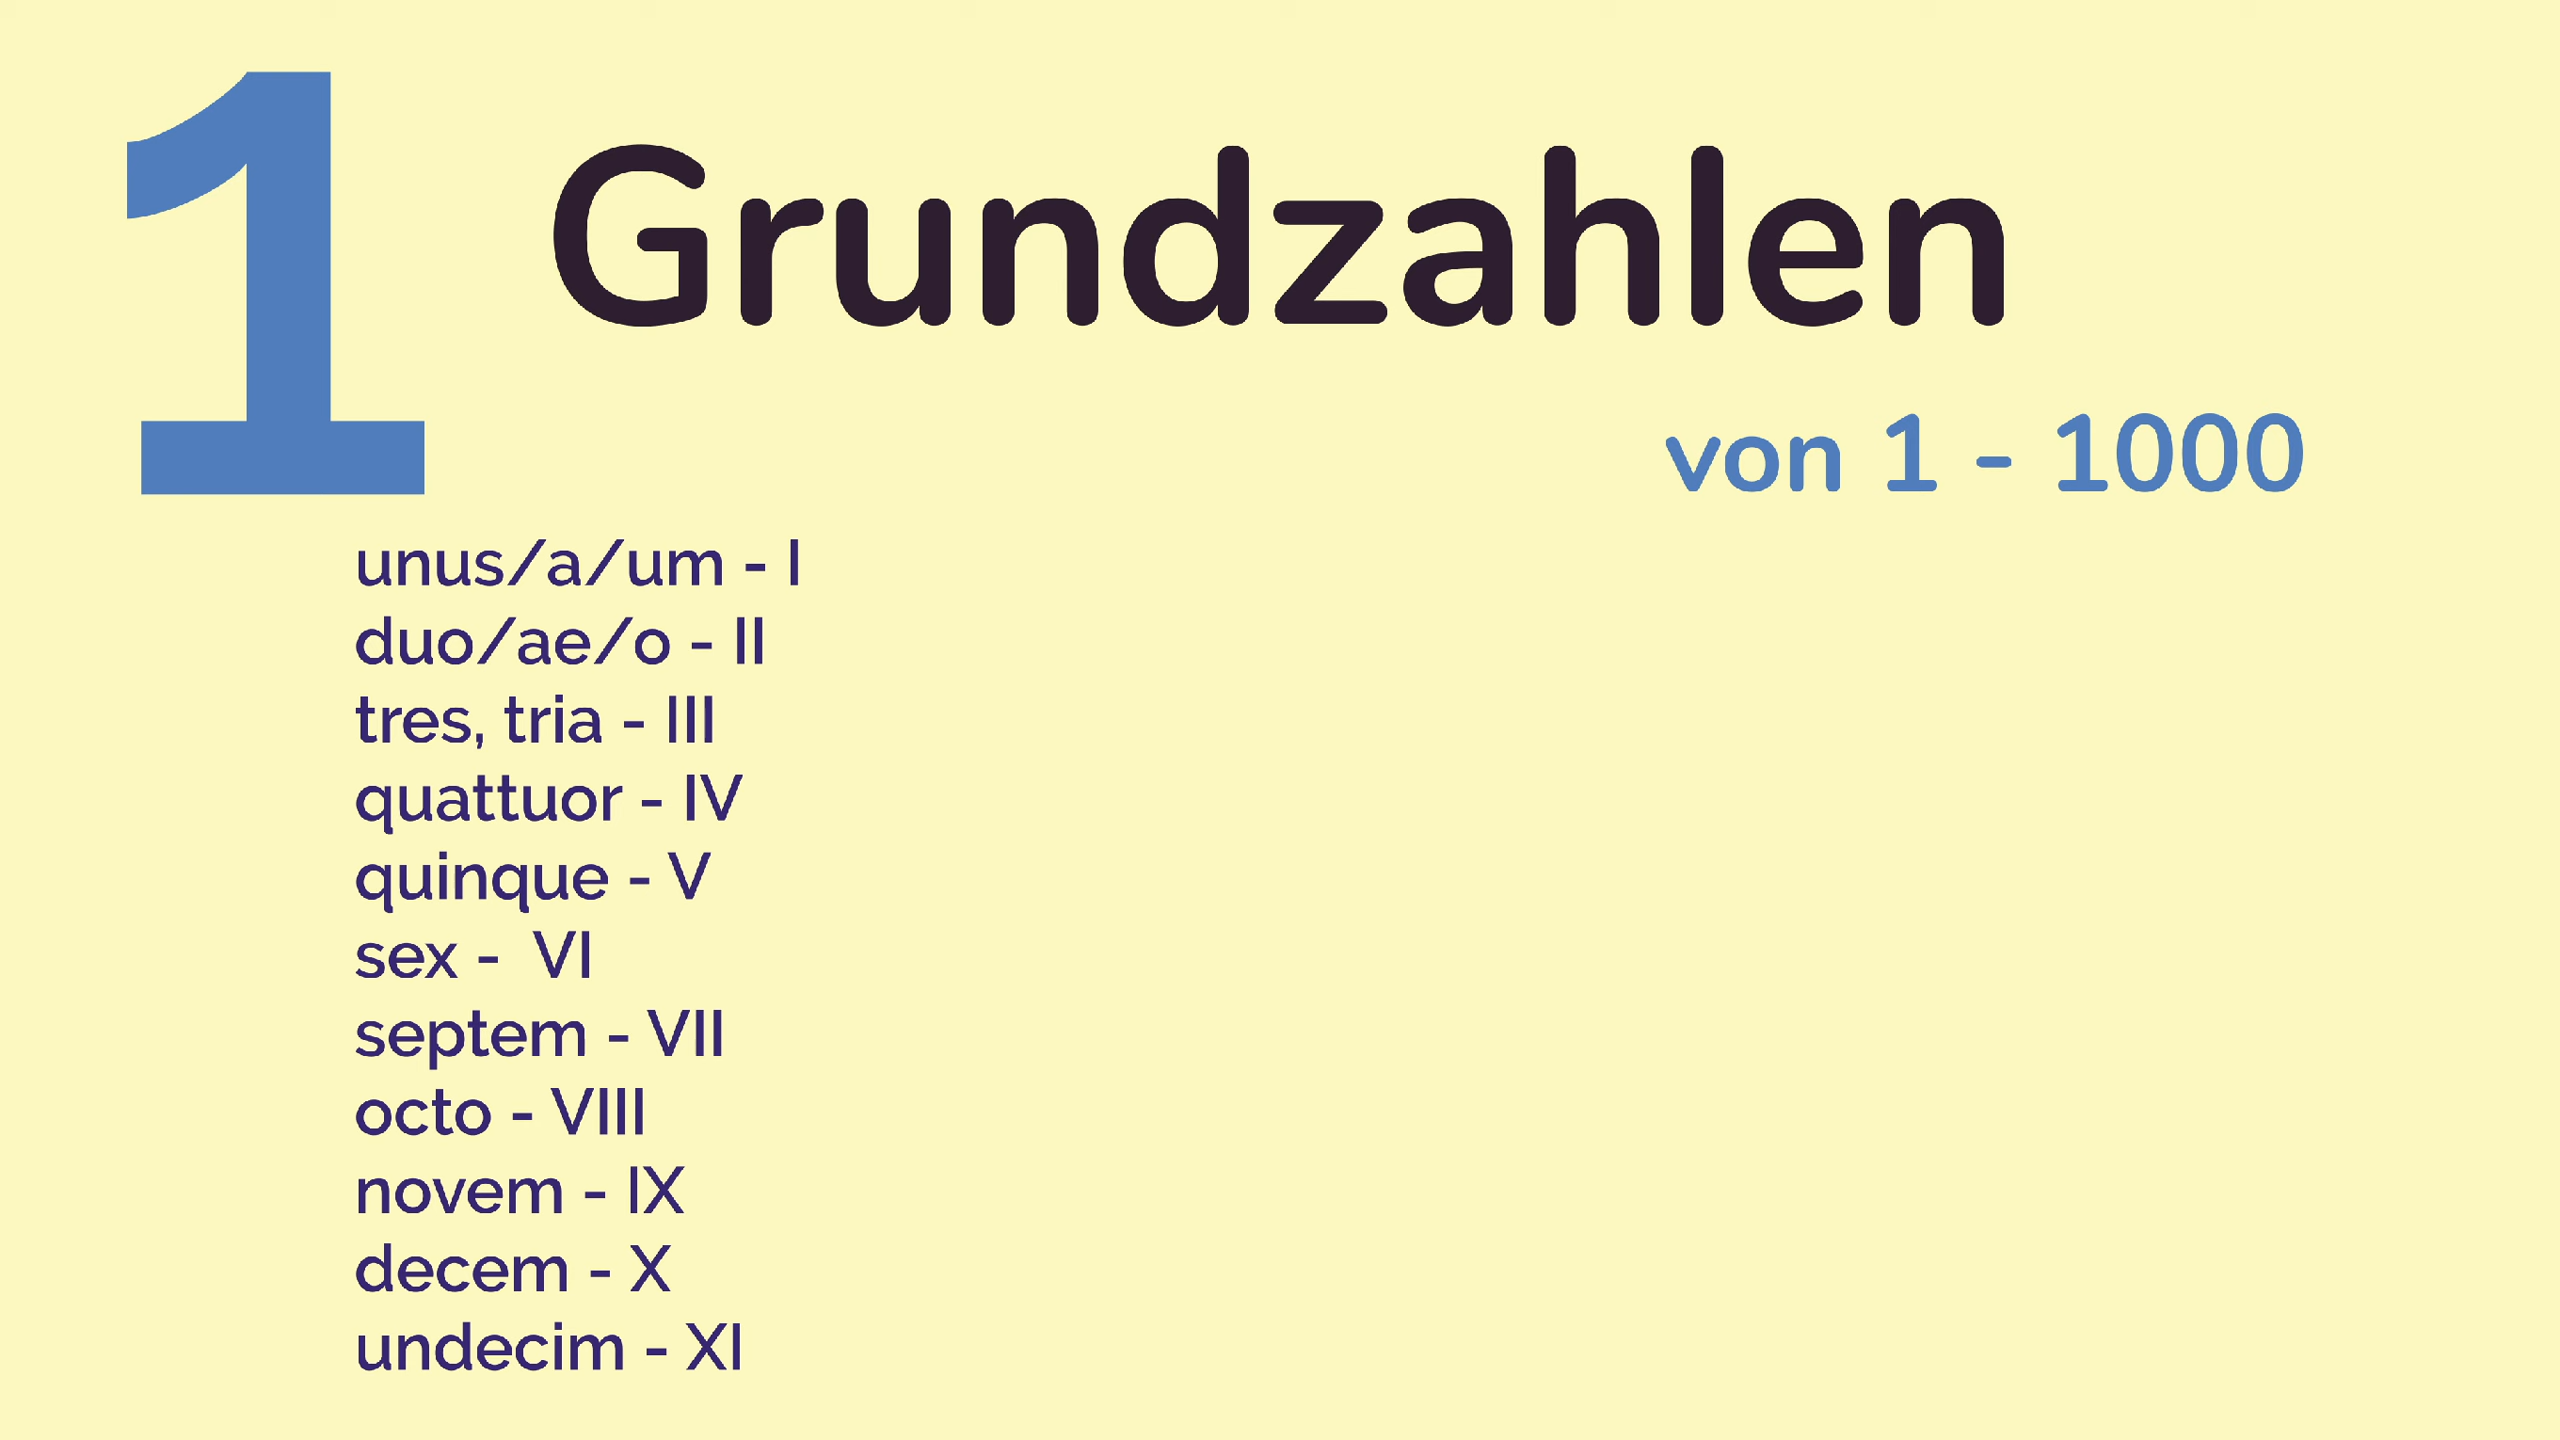 1
Grundzahlen
von 1 - 1000
unus/a/um - I
duo/ae/o - II
tres, tria - III
quattuor - IV
quinque - V
sex -  VI
septem - VII
octo - VIII
novem - IX
decem - X
undecim - XI